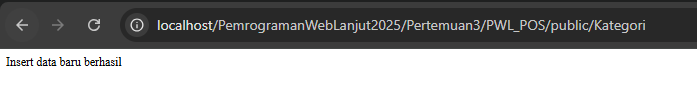 localhost/PemrogramanWebLanjut2025/Pertemuan3/PWL_POS/public/Kategori
Insert data baru berhasil